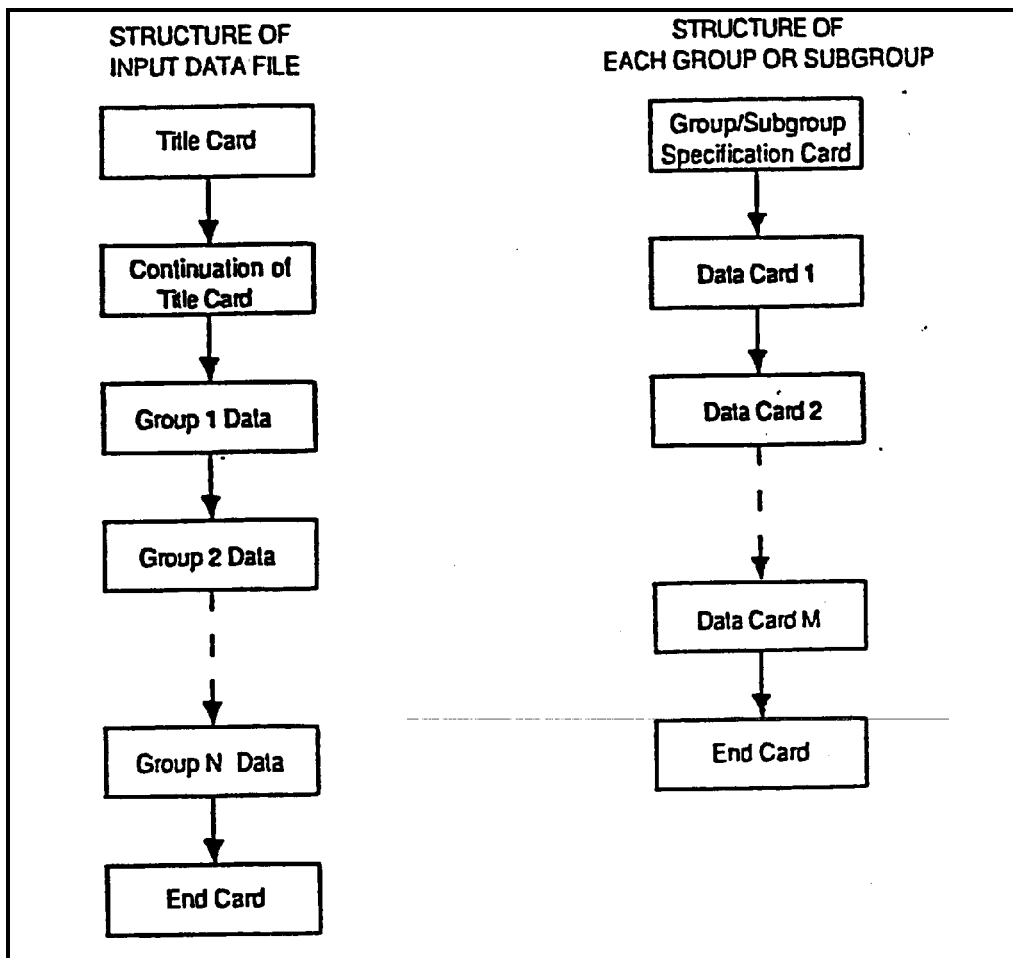 STRUCTURE OF
INPUT DATA FILE
Title Card
Continuation of
Title Card
Group 1 Data
Group 2 Data
Group N Data
End Card
STRUCTURE OF
EACH GROUP OR SUBGROUP
Group/Subgroup
Specification Card
Data Card 1
Data Card 2
Data Card M
End Card